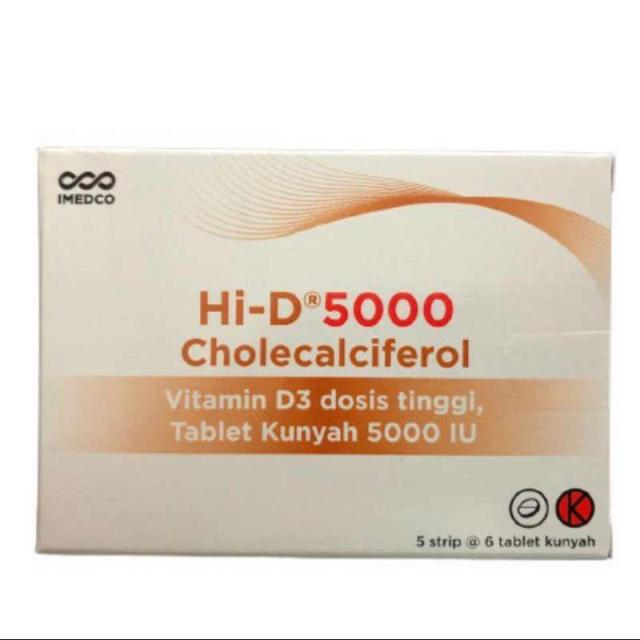 IMEDCO
Hi-D®5000
Cholecalciferol
Vitamin D3 dosis tinggi,
Tablet Kunyah 5000 IU
K
5 strip @ 6 tablet kunyah